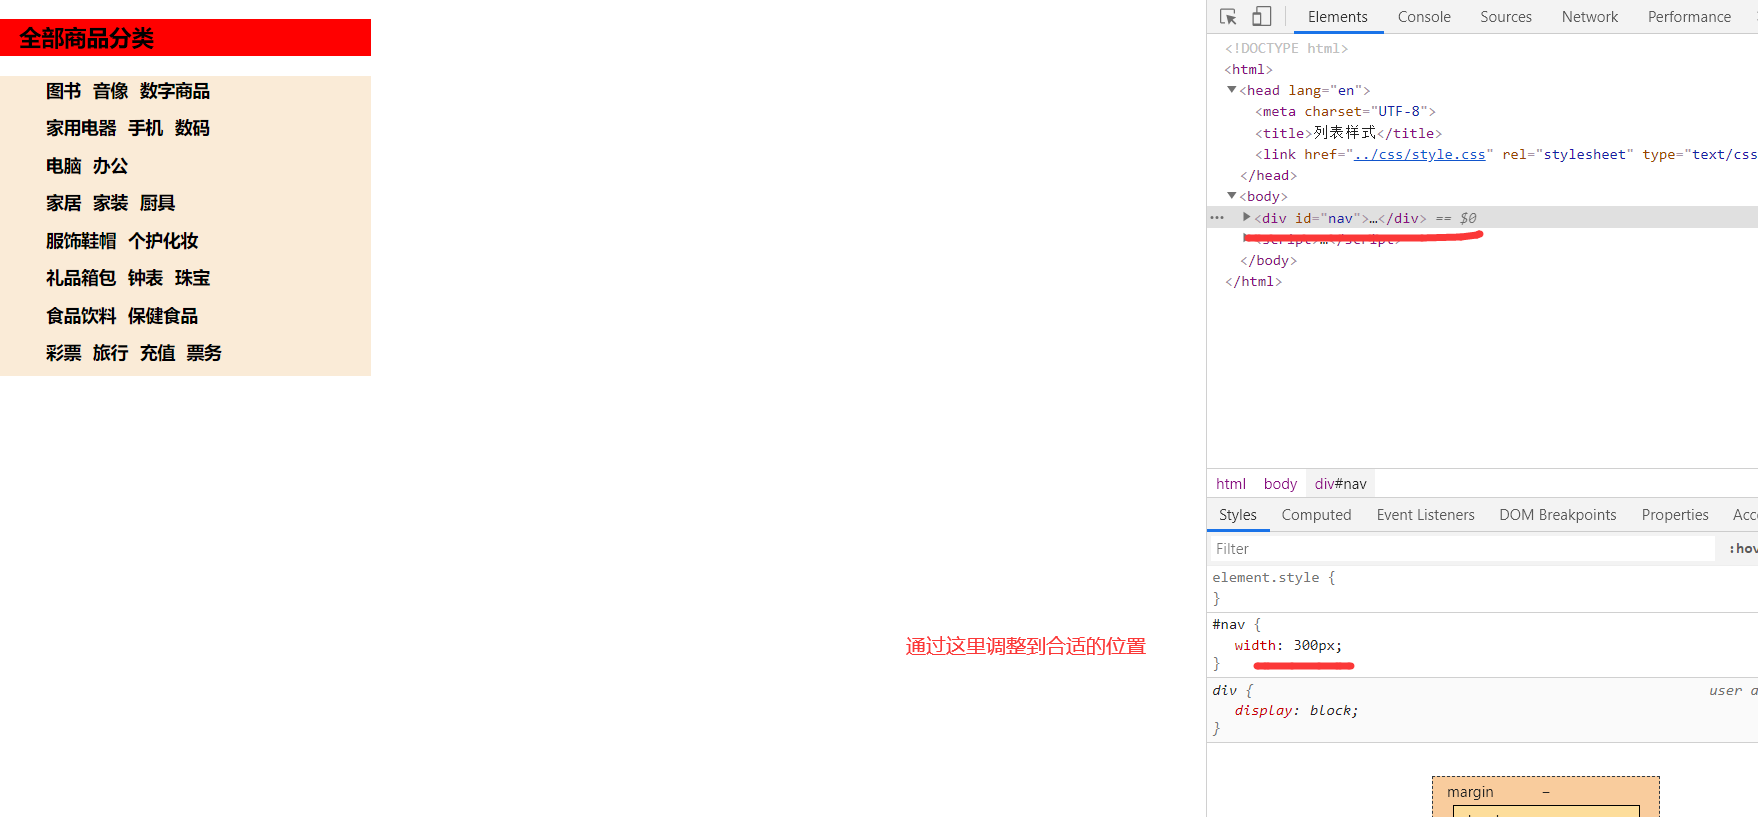 全部商品分类
图书 音像 数字商品
家用电器 手机 数码
电脑 办公
家居 家装 厨具
服饰鞋帽 个护化妆
礼品箱包 钟表 珠宝
食品饮料 保健食品
彩票 旅行 充值 票务
通过这里调整到合适的位置
Elements Console Sources Network Performance
<!DOCTYPE html>
<html>
<head lang="en">
<meta charset="UTF-8">
<title>列表样式</title>
<link href="../css/style.css" rel="stylesheet" type="text/css
</head>
<body>
<div id="nav">…</div> == $0
<script>…</script>
</body>
</html>
html body div#nav
Styles Computed Event Listeners DOM Breakpoints Properties Acc
Filter :hov
element.style {
}
#nav {
width: 300px;
}
div { user a
display: block;
}
margin –